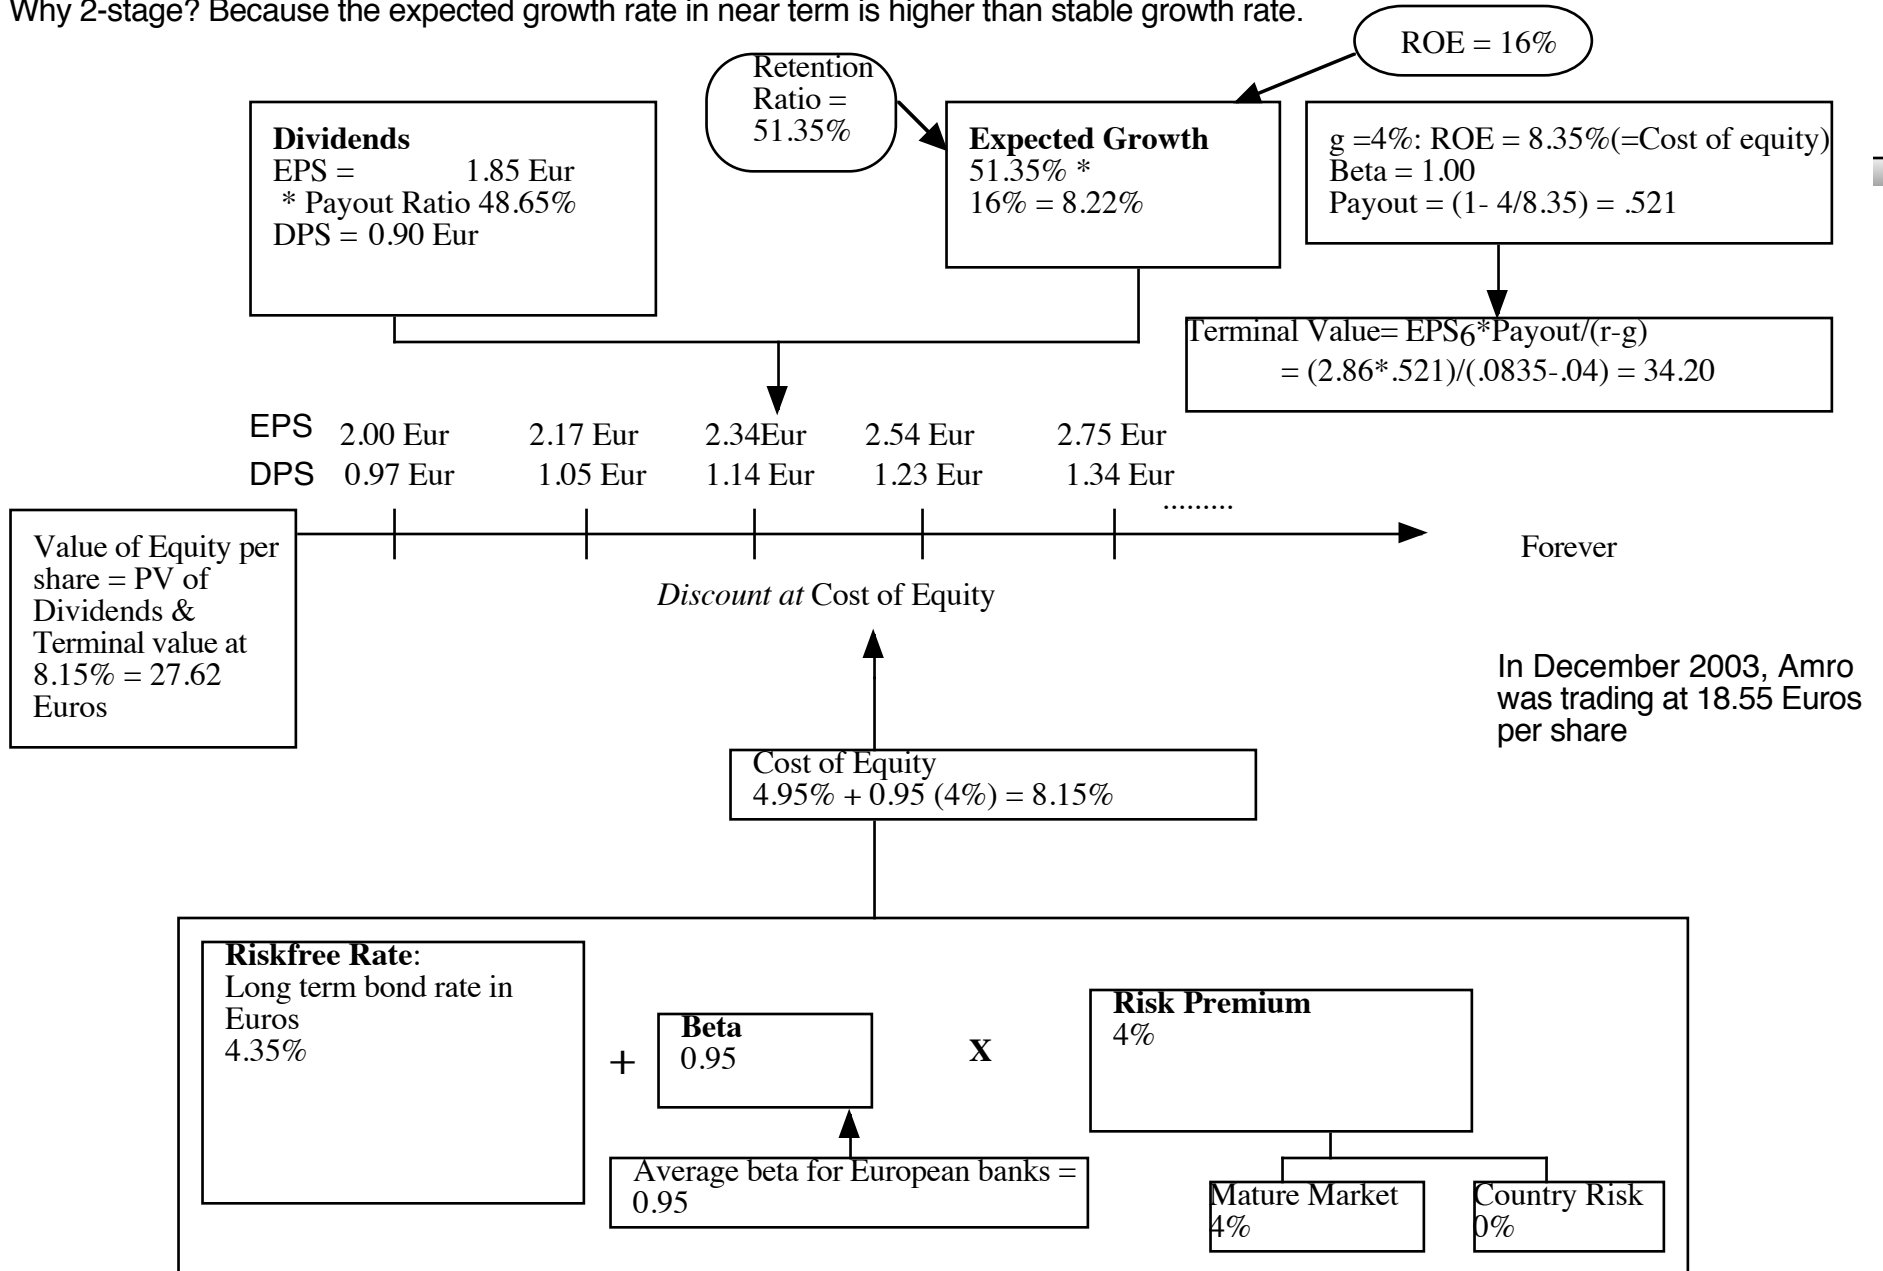 Why 2-stage? Because the expected growth rate in near term is higher than stable growth rate.
ROE = 16%
Retention
Ratio =
51.35%
Dividends
EPS = 1.85 Eur
* Payout Ratio 48.65%
DPS = 0.90 Eur
Expected Growth
51.35% *
16% = 8.22%
g =4%: ROE = 8.35%(=Cost of equity)
Beta = 1.00
Payout = (1- 4/8.35) = .521
Terminal Value= EPS6*Payout/(r-g)
= (2.86*.521)/(.0835-.04) = 34.20
EPS 2.00 Eur 2.17 Eur 2.34Eur 2.54 Eur 2.75 Eur
DPS 0.97 Eur 1.05 Eur 1.14 Eur 1.23 Eur 1.34 Eur
.........
Value of Equity per
share = PV of
Dividends &
Terminal value at
8.15% = 27.62
Euros
Forever
Discount at Cost of Equity
In December 2003, Amro
was trading at 18.55 Euros
per share
Cost of Equity
4.95% + 0.95 (4%) = 8.15%
Riskfree Rate:
Long term bond rate in
Euros
4.35%
+
Beta
0.95
X
Risk Premium
4%
Average beta for European banks =
0.95
Mature Market
4%
Country Risk
0%